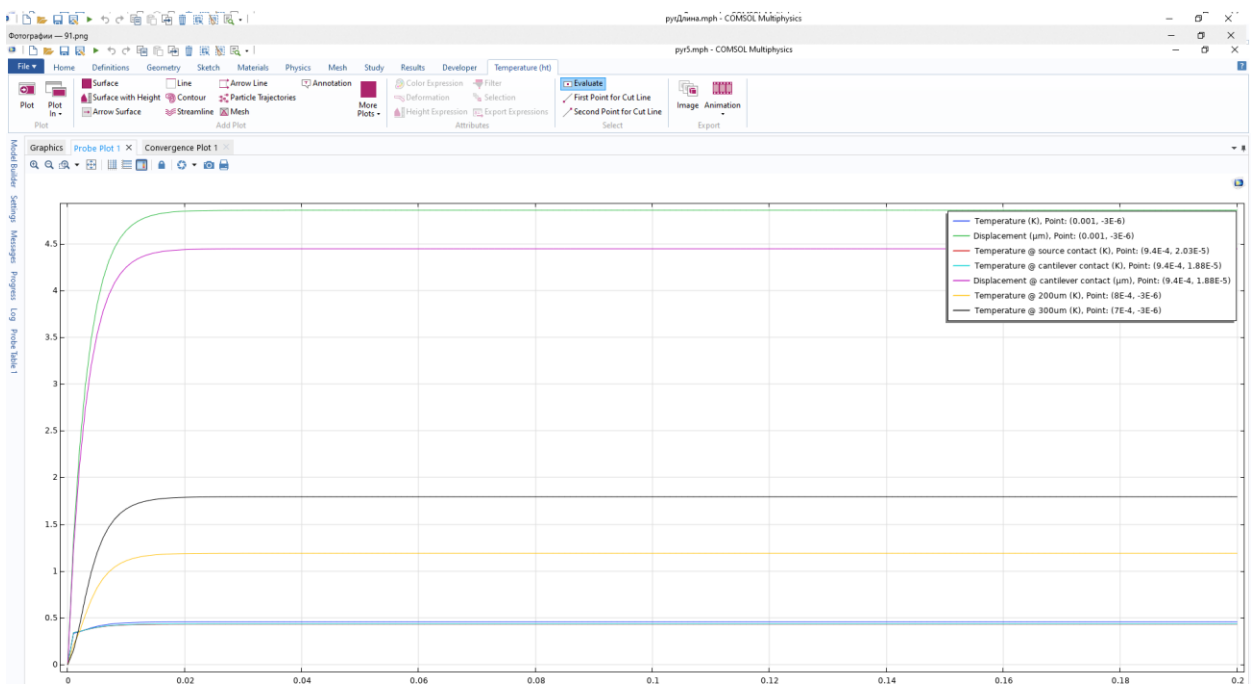 pyrДлина.mph - COMSOL Multiphysics
Фотографии — 91.png
pyr5.mph - COMSOL Multiphysics
File Home Definitions Geometry Sketch Materials Physics Mesh Study Results Developer Temperature (ht)
Surface Line Arrow Line Annotation Color Expression Filter Evaluate
Surface with Height Contour Particle Trajectories Deformation Selection First Point for Cut Line
Arrow Surface Streamline Mesh Height Expression Export Expressions Second Point for Cut Line
Plot Plot In More Plots Image Animation
Plot Add Plot Attributes Select Export
Graphics Probe Plot 1 Convergence Plot 1
Model Builder
Settings
Messages
Progress
Log
Probe Table 1
Temperature (K), Point: (0.001, -3E-6)
Displacement (µm), Point: (0.001, -3E-6)
Temperature @ source contact (K), Point: (9.4E-4, 2.03E-5)
Temperature @ cantilever contact (K), Point: (9.4E-4, 1.88E-5)
Displacement @ cantilever contact (µm), Point: (9.4E-4, 1.88E-5)
Temperature @ 200um (K), Point: (8E-4, -3E-6)
Temperature @ 300um (K), Point: (7E-4, -3E-6)
4.5
4
3.5
3
2.5
2
1.5
1
0.5
0
0 0.02 0.04 0.06 0.08 0.1 0.12 0.14 0.16 0.18 0.2